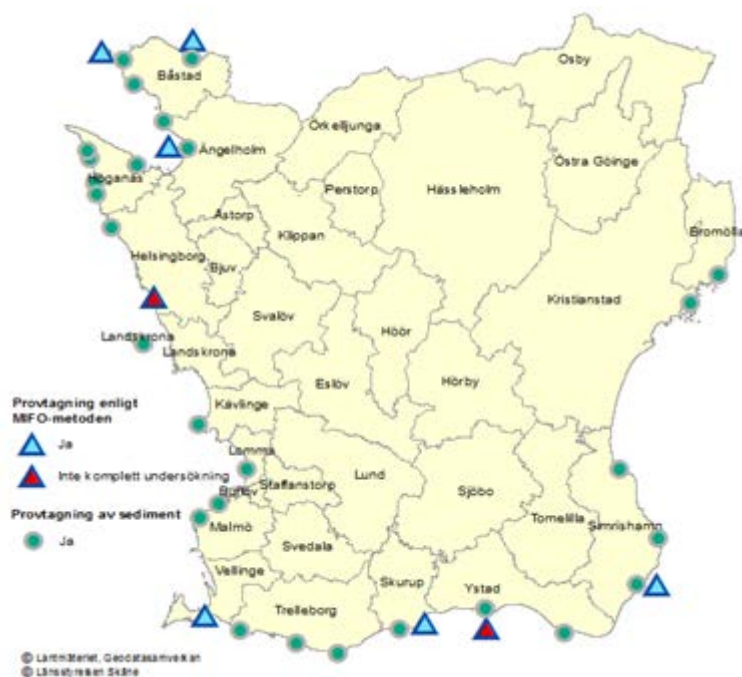 Osby
Båstad
Örkelljunga
Ängelholm
Östra Göinge
Höganäs
Perstorp
Hässleholm
Åstorp
Klippan
Bromölla
Helsingborg
Bjuv
Kristianstad
Svalöv
Höör
Landskrona
Landskrona
Eslöv
Hörby
Provtagning enligt
MIFO-metoden
Ja
Inte komplett undersökning
Provtagning av sediment
Ja
Kävlinge
Lomma
Lund
Burlöv
Staffanstorp
Sjöbo
Tomelilla
Simrishamn
Malmö
Svedala
Vellinge
Skurup
Ystad
Trelleborg
© Lantmäteriet, Geodatasamverkan
© Länsstyrelsen Skåne